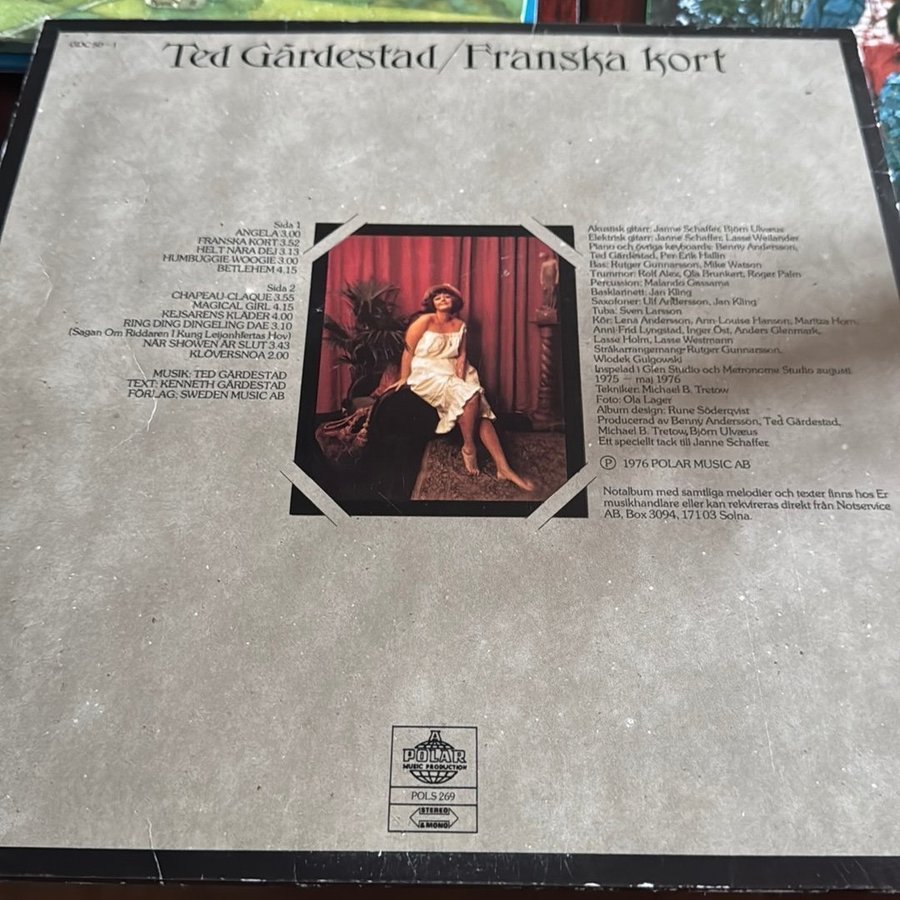 Ted Gärdestad/Franska kort
Sida 1
ANGELA 3.00
FRANSKA KORT 3.52
HELT NÄRA DEJ 3.13
HUMBUGGIE WOOGIE 3.00
BETLEHEM 4.15
Sida 2
CHAPEAU-CLAQUE 3.55
MAGICAL GIRL 4.15
KEJSARENS KLÄDER 4.00
RING DING DINGELING DAE 3.10
(Sagan Om Riddaren I Kung Leijonhfertas Hov)
NÄR SHOWEN ÄR SLUT 3.43
KLÖVERSNOA 2.00
MUSIK: TED GÄRDESTAD
TEXT: KENNETH GÄRDESTAD
FÖRLAG: SWEDEN MUSIC AB
Akustisk gitarr: Janne Schaffer, Björn Ulvæus
Elektrisk gitarr: Janne Schaffer, Lasse Wellander
Piano och övriga keyboards: Benny Andersson,
Ted Gärdestad, Per-Erik Hallin
Bas: Rutger Gunnarsson, Mike Watson
Trummor: Rolf Alex, Ola Brunkert, Roger Palm
Percussion: Malando Gassama
Basklarinett: Jan Kling
Saxofoner: Ulf Andersson, Jan Kling
Tuba: Sven Larsson
Kör: Lena Andersson, Ann-Louise Hanson, Maritza Horn,
Anni-Frid Lyngstad, Inger Öst, Anders Glenmark,
Lasse Holm, Lasse Westmann
Stråkarrangemang: Rutger Gunnarsson,
Wlodek Gulgowski
Inspelad i Glen Studio och Metronome Studio augusti
1975 – maj 1976
Tekniker: Michael B. Tretow
Foto: Ola Lager
Album design: Rune Söderqvist
Producerad av Benny Andersson, Ted Gärdestad,
Michael B. Tretow, Björn Ulvæus
Ett speciellt tack till Janne Schaffer.
Ⓟ 1976 POLAR MUSIC AB
Notalbum med samtliga melodier och texter finns hos Er
musikhandlare eller kan rekvireras direkt från Notservice
AB, Box 3094, 171 03 Solna.
A
POLAR
MUSIC PRODUCTION
POLS 269
STEREO
& MONO